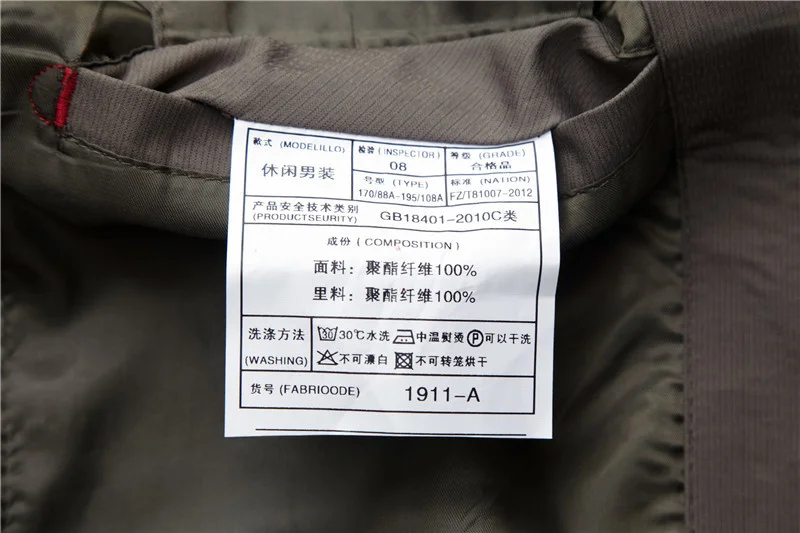 款式 (MODELILLO)
休闲男装
检验 (INSPECTOR)
08
等级 (GRADE)
合格品
号型 (TYPE)
170/88A-195/108A
标准 (NATION)
FZ/T81007-2012
产品安全技术类别
(PRODUCTSEURITY)
GB18401-2010C类
成份 ( COMPOSITION )
面料：聚酯纤维100%
里料：聚酯纤维100%
洗涤方法
(WASHING)
30 30℃水洗 中温熨烫 P 可以干洗
不可漂白 不可转笼烘干
货号 (FABRIOODE)
1911-A